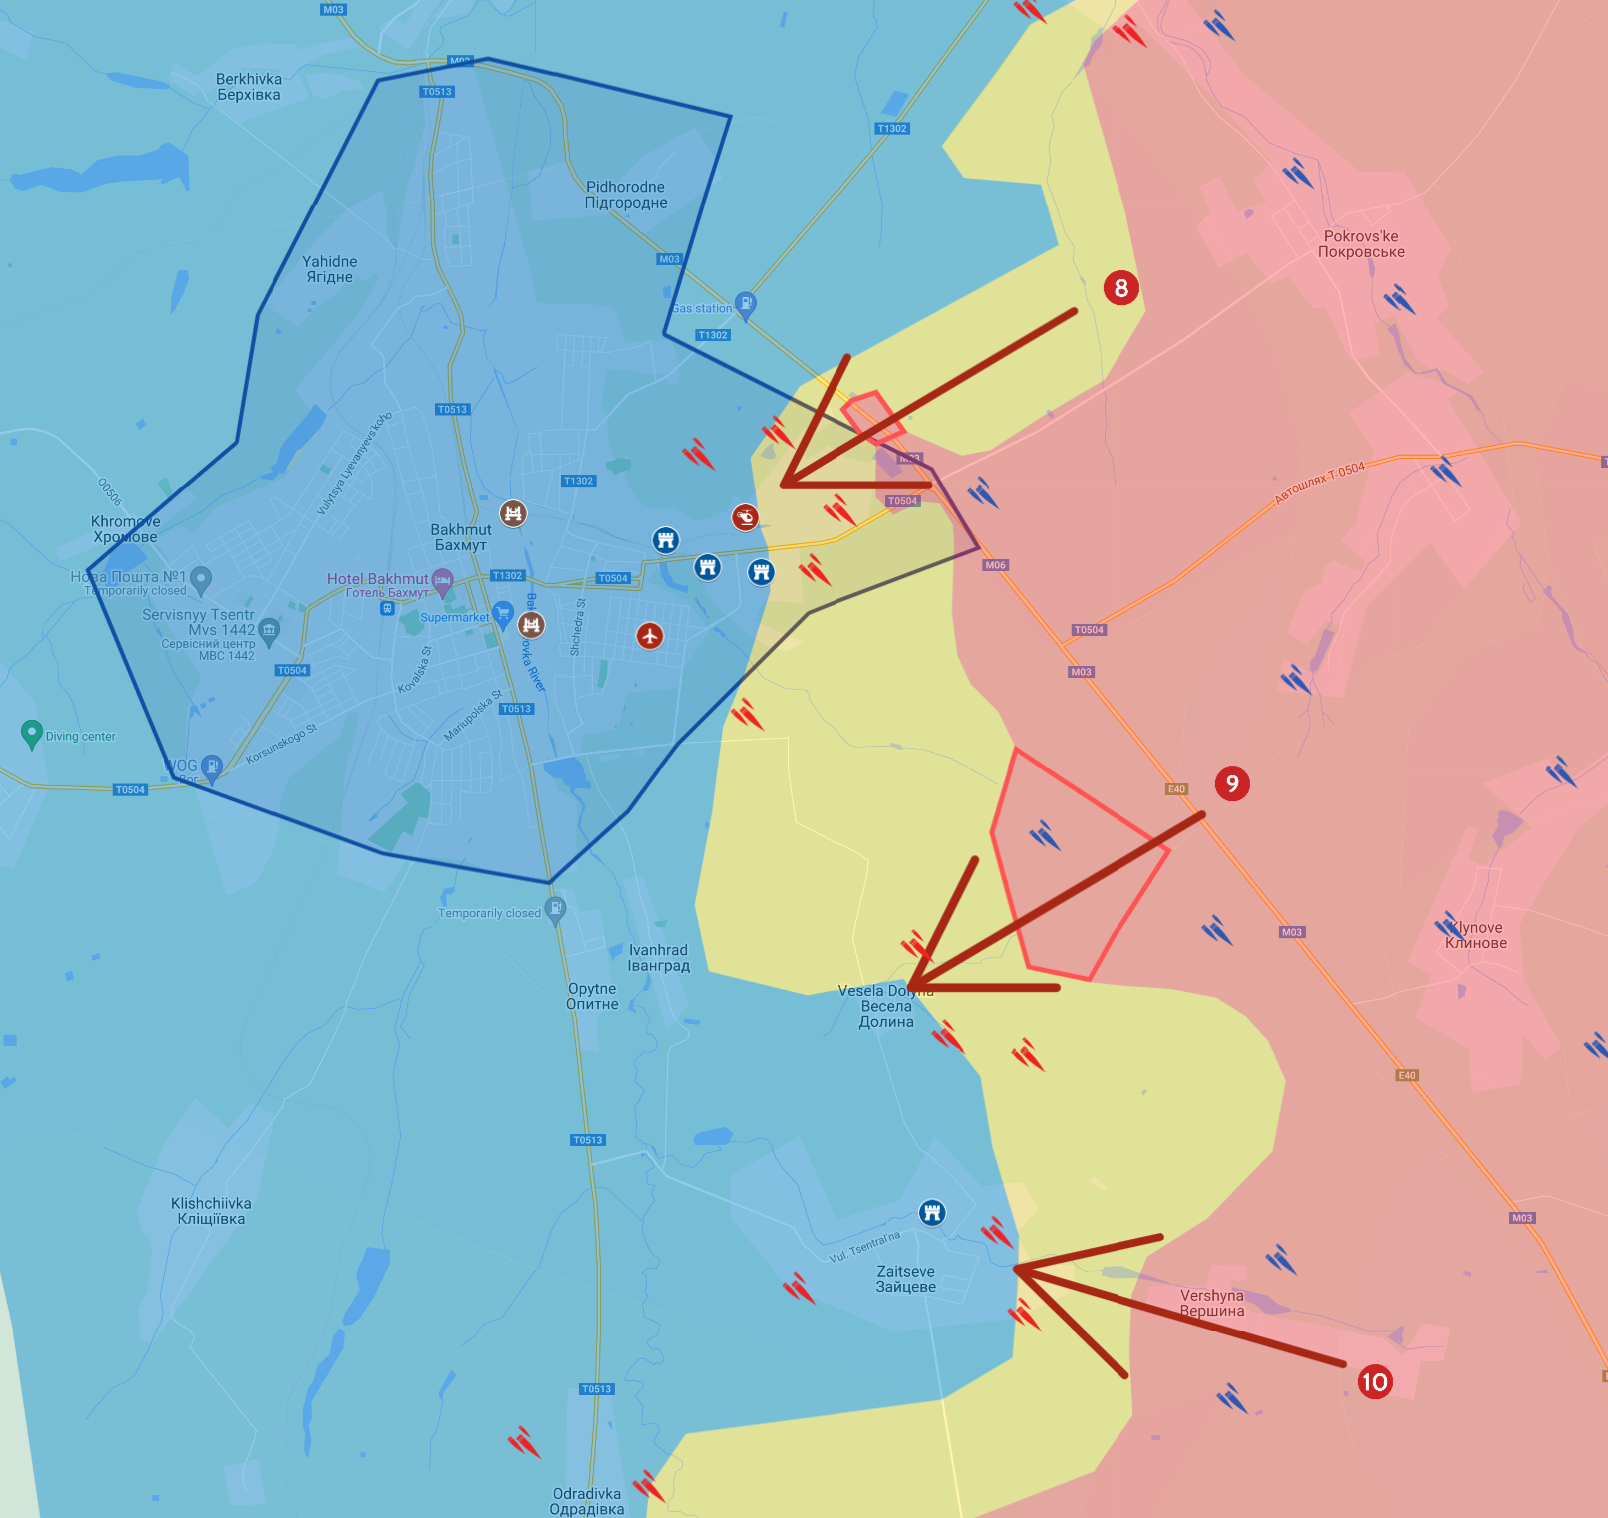 M03
M03
Berkhivka
Берхівка
T0513
T1302
Pidhorodne
Підгородне
Pokrovs'ke
Покровське
Yahidne
Ягідне
M03
8
Gas station
T1302
T0513
Vulytsya Lyevanyevs'koho
M03
Автошлях Т 0504
T1302
O0506
T0504
Khromove
Хромове
Bakhmut
Бахмут
M06
Нова Пошта №1
Temporarily closed
Hotel Bakhmut
Готель Бахмут
T1302
T0504
Servisnyy Tsentr
Mvs 1442
Сервісний центр
МВС 1442
Supermarket
Shchedra St
T0504
T0504
Kovalska St
River
M03
T0513
Mariupolska St
Diving center
Korsunskogo St
WOG
T0504
E40
9
Temporarily closed
Klynove
Клинове
M03
Ivanhrad
Іванград
Opytne
Опитне
Vesela Dolyna
Весела
Долина
E40
T0513
Klishchiivka
Кліщіївка
M03
Vul. Tsentral'na
Zaitseve
Зайцеве
Vershyna
Вершина
10
T0513
Odradivka
Одрадівка